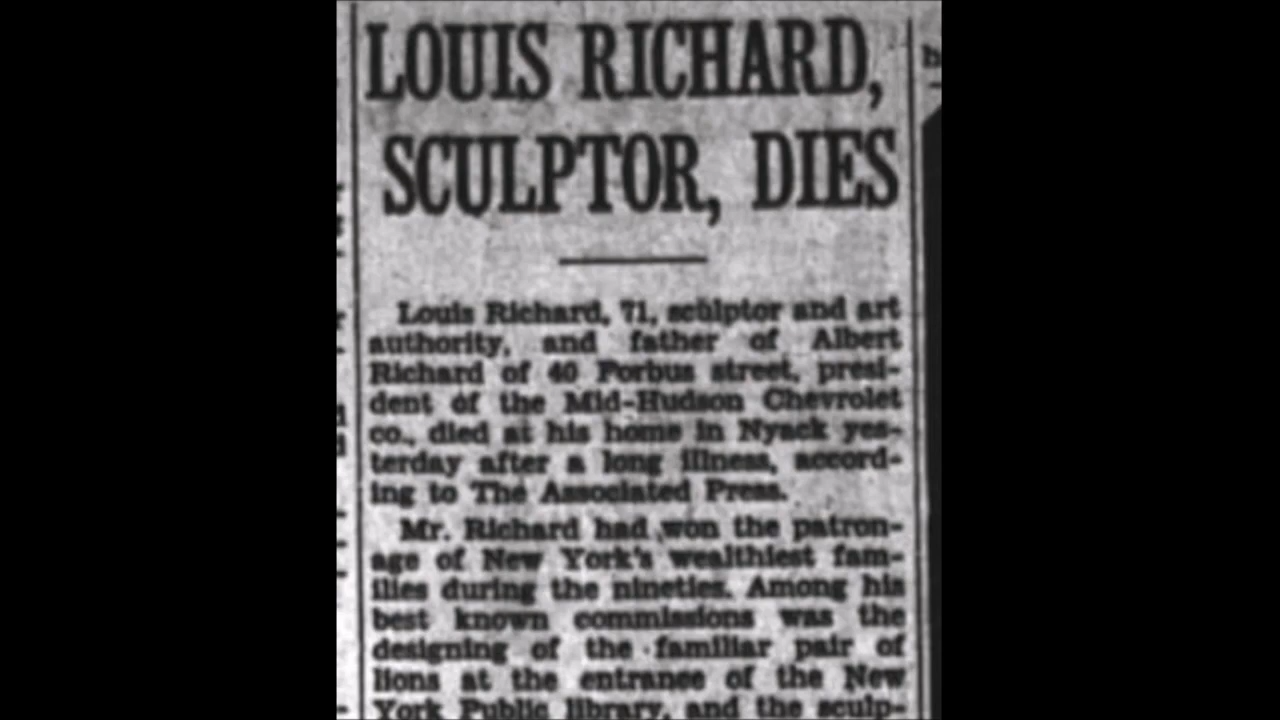 LOUIS RICHARD,
SCULPTOR, DIES
Louis Richard, 71, sculptor and art
authority, and father of Albert
Richard of 40 Forbus street, presi-
dent of the Mid-Hudson Chevrolet
co., died at his home in Nyack yes-
terday after a long illness, accord-
ing to The Associated Press.
Mr. Richard had won the patron-
age of New York's wealthiest fam-
ilies during the nineties. Among his
best known commissions was the
designing of the familiar pair of
lions at the entrance of the New
York Public library, and the sculp-